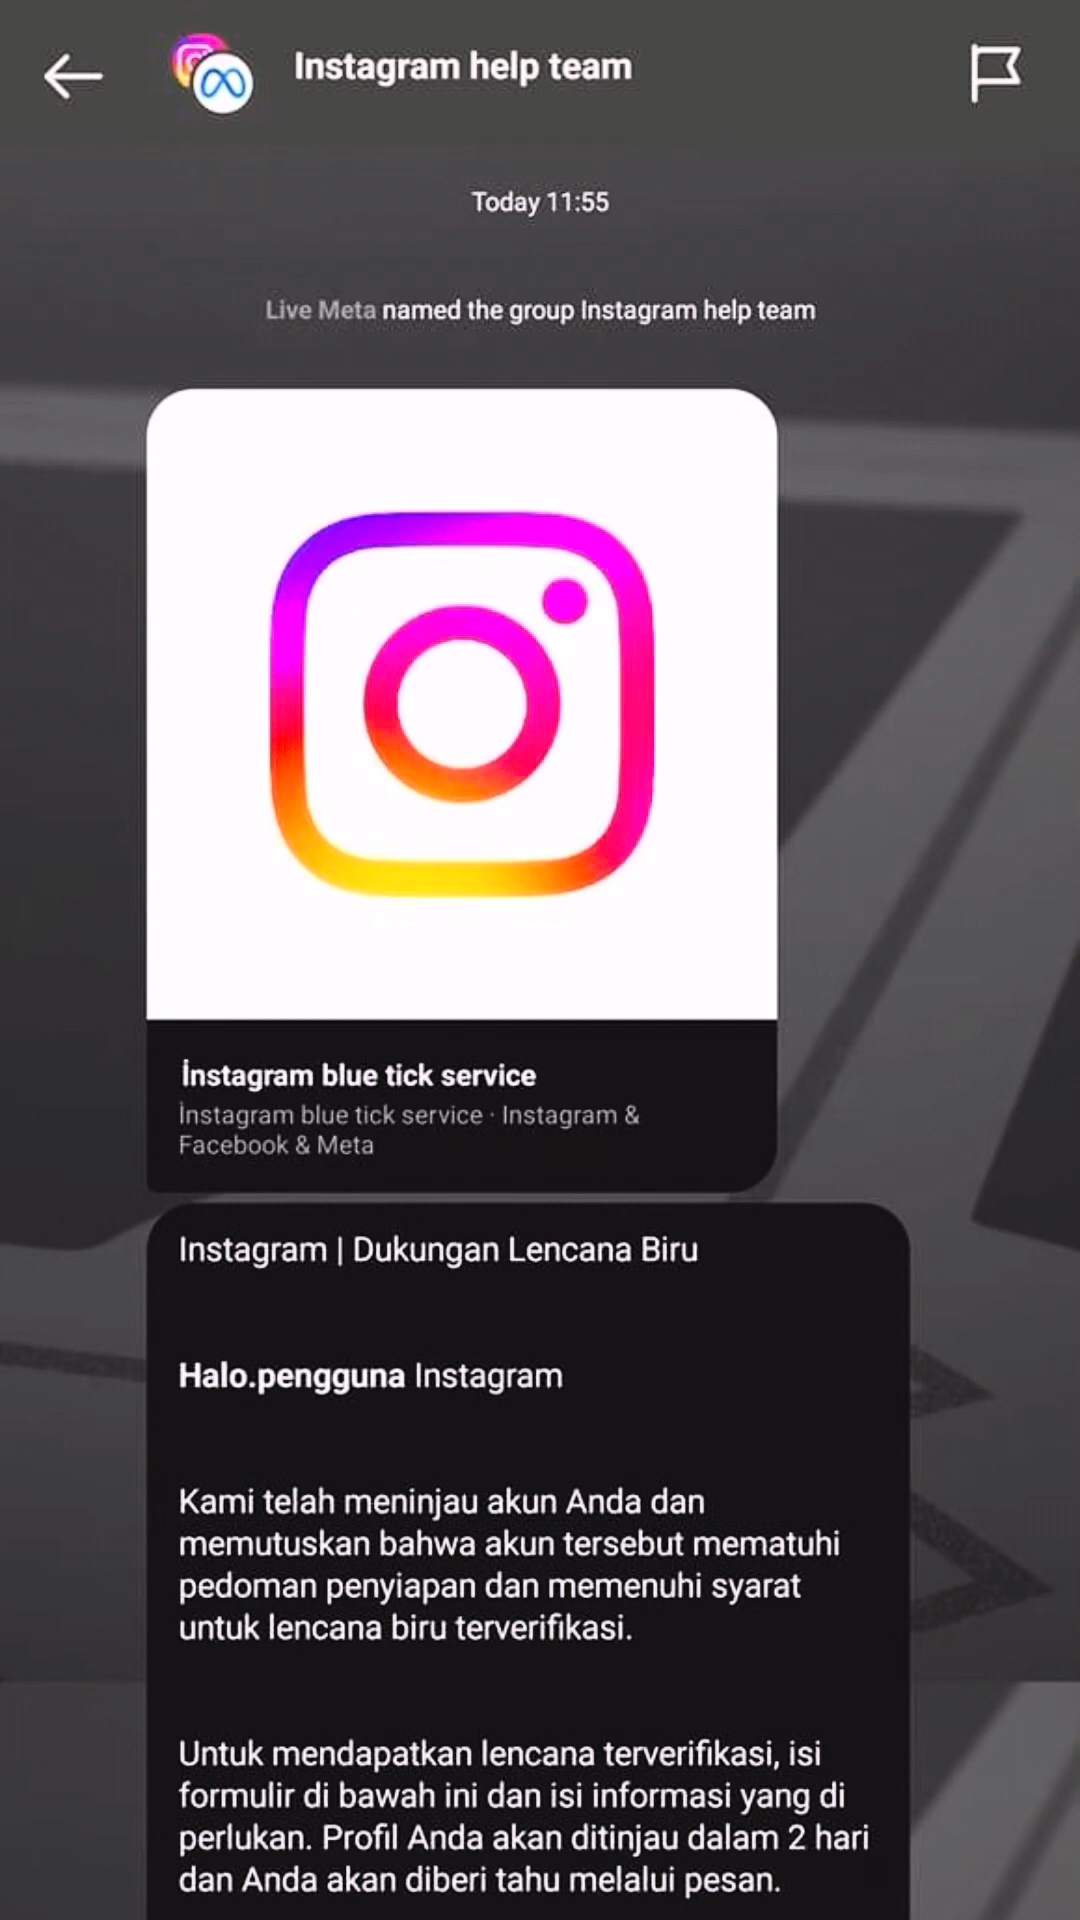 Instagram help team
Today 11:55
Live Meta named the group Instagram help team
İnstagram blue tick service
İnstagram blue tick service · Instagram &
Facebook & Meta
Instagram | Dukungan Lencana Biru
Halo.pengguna Instagram
Kami telah meninjau akun Anda dan
memutuskan bahwa akun tersebut mematuhi
pedoman penyiapan dan memenuhi syarat
untuk lencana biru terverifikasi.
Untuk mendapatkan lencana terverifikasi, isi
formulir di bawah ini dan isi informasi yang di
perlukan. Profil Anda akan ditinjau dalam 2 hari
dan Anda akan diberi tahu melalui pesan.